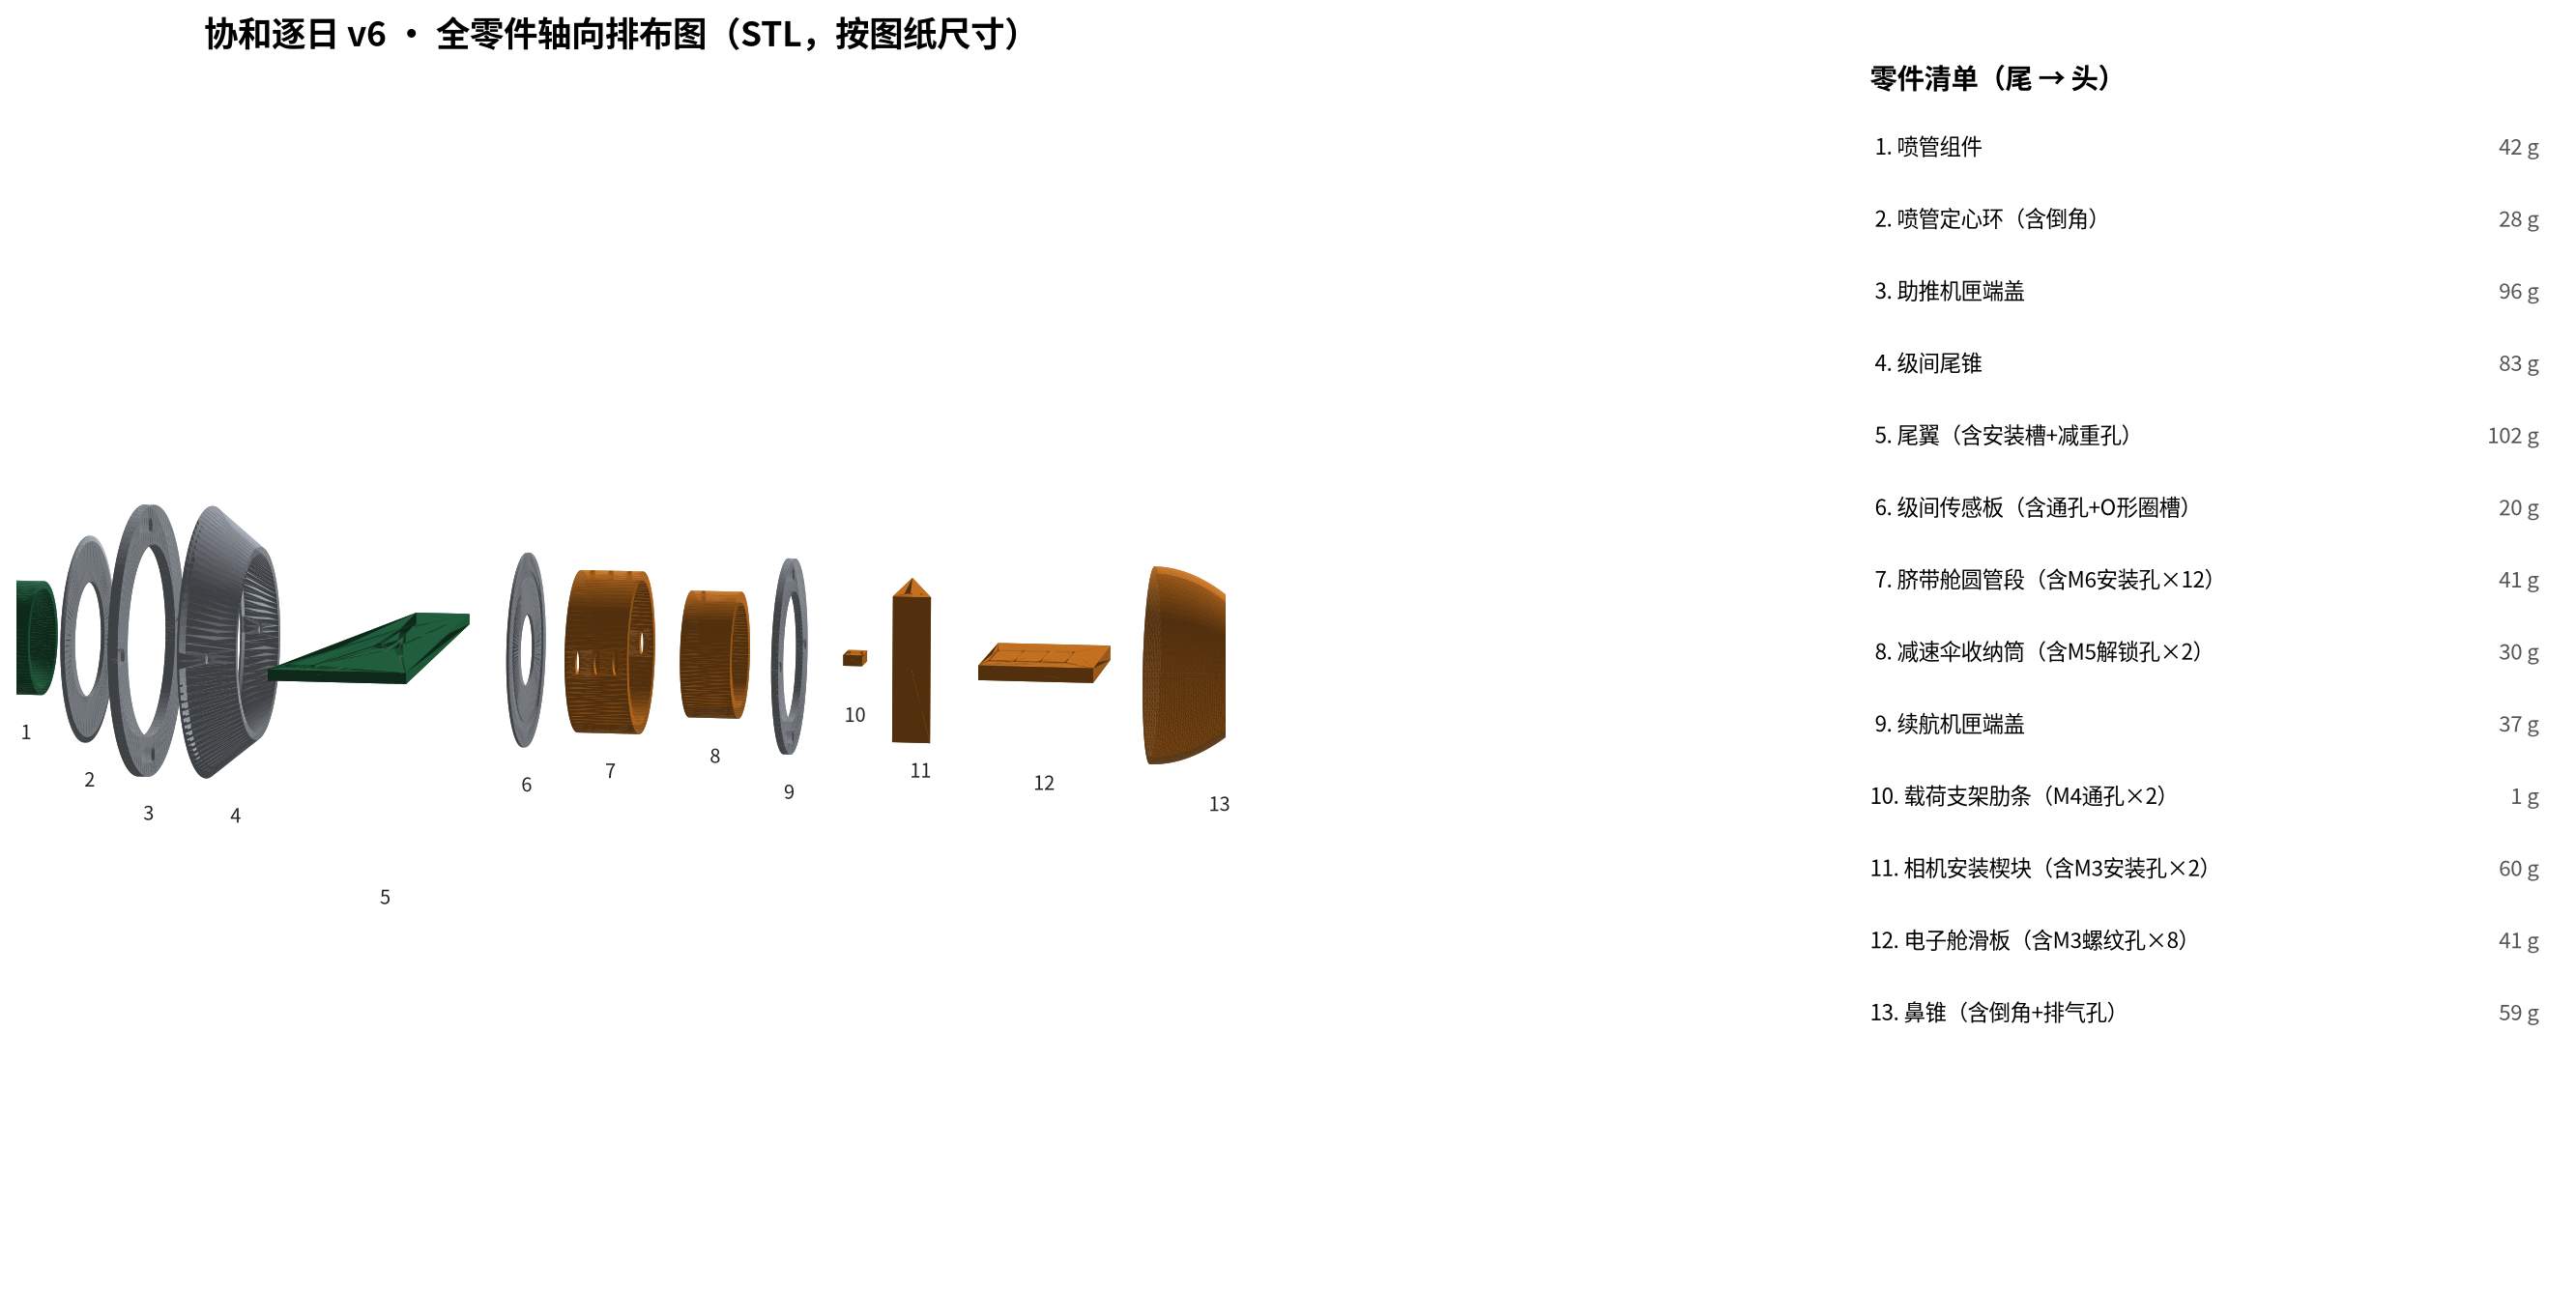 协和逐日 v6 · 全零件轴向排布图（STL，按图纸尺寸）
零件清单（尾 → 头）
1. 喷管组件 42 g
2. 喷管定心环（含倒角） 28 g
3. 助推机匣端盖 96 g
4. 级间尾锥 83 g
5. 尾翼（含安装槽+减重孔） 102 g
6. 级间传感板（含通孔+O形圈槽） 20 g
7. 脐带舱圆管段（含M6安装孔×12） 41 g
8. 减速伞收纳筒（含M5解锁孔×2） 30 g
9. 续航机匣端盖 37 g
10. 载荷支架肋条（M4通孔×2） 1 g
11. 相机安装楔块（含M3安装孔×2） 60 g
12. 电子舱滑板（含M3螺纹孔×8） 41 g
13. 鼻锥（含倒角+排气孔） 59 g
1
2
3
4
5
6
7
8
9
10
11
12
13